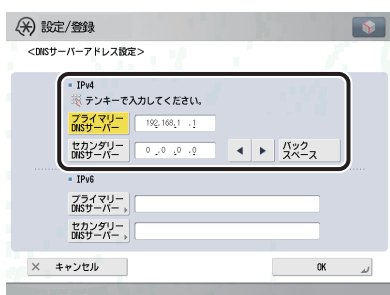 設定/登録
<DNSサーバーアドレス設定>
IPv4
テンキーで入力してください。
プライマリー
DNSサーバー
192.168.1 .1
セカンダリー
DNSサーバー
0 .0 .0 .0
◀ ▶
バック
スペース
IPv6
プライマリー
DNSサーバー
セカンダリー
DNSサーバー
× キャンセル
OK